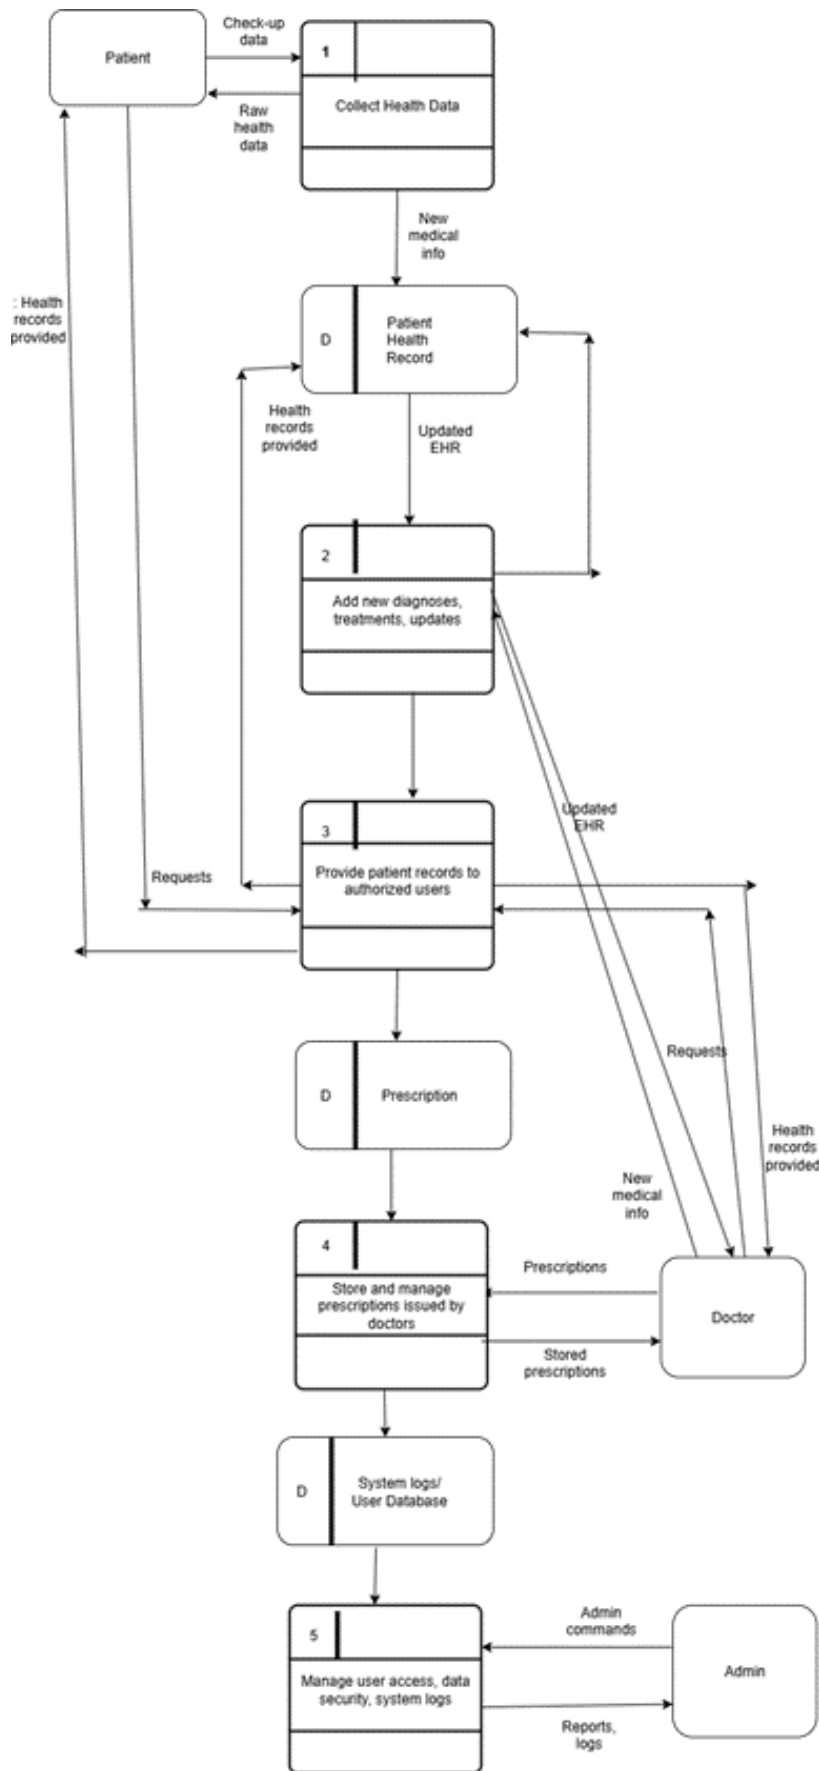 Check-up
data
Patient
1
Collect Health Data
Raw
health
data
New
medical
info
: Health
records
provided
D
Patient
Health
Record
Health
records
provided
Updated
EHR
2
Add new diagnoses,
treatments, updates
Updated
EHR
3
Provide patient records to
authorized users
Requests
D
Prescription
Requests
Health
records
provided
New
medical
info
4
Store and manage
prescriptions issued by
doctors
Prescriptions
Doctor
Stored
prescriptions
D
System logs/
User Database
Admin
commands
5
Manage user access, data
security, system logs
Admin
Reports,
logs